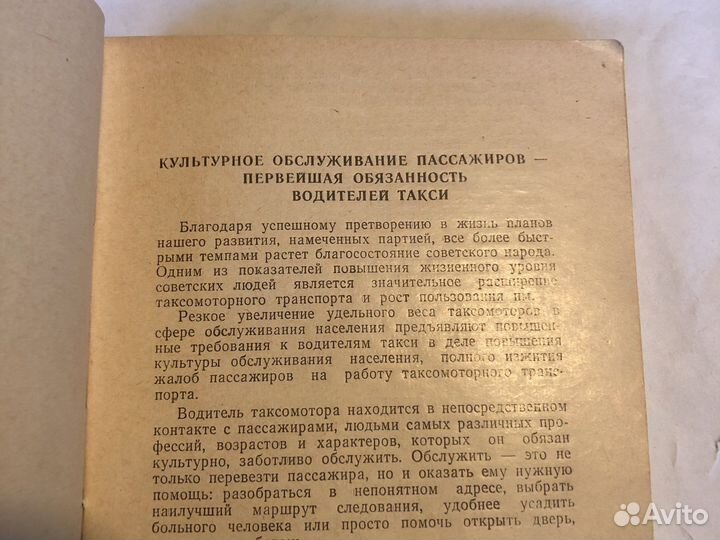 КУЛЬТУРНОЕ ОБСЛУЖИВАНИЕ ПАССАЖИРОВ —
ПЕРВЕЙШАЯ ОБЯЗАННОСТЬ
ВОДИТЕЛЕЙ ТАКСИ
Благодаря успешному претворению в жизнь планов
нашего развития, намеченных партией, все более быст-
рыми темпами растет благосостояние советского народа.
Одним из показателей повышения жизненного уровня
советских людей является значительное расширение
таксомоторного транспорта и рост пользования им.
Резкое увеличение удельного веса таксомоторов в
сфере обслуживания населения предъявляют повышен-
ные требования к водителям такси в деле повышения
культуры обслуживания населения, полного изжития
жалоб пассажиров на работу таксомоторного транс-
порта.
Водитель таксомотора находится в непосредственном
контакте с пассажирами, людьми самых различных про-
фессий, возрастов и характеров, которых он обязан
культурно, заботливо обслужить. Обслужить — это не
только перевезти пассажира, но и оказать ему нужную
помощь: разобраться в непонятном адресе, выбрать
наилучший маршрут следования, удобнее усадить
больного человека или просто помочь открыть дверь,
Avito